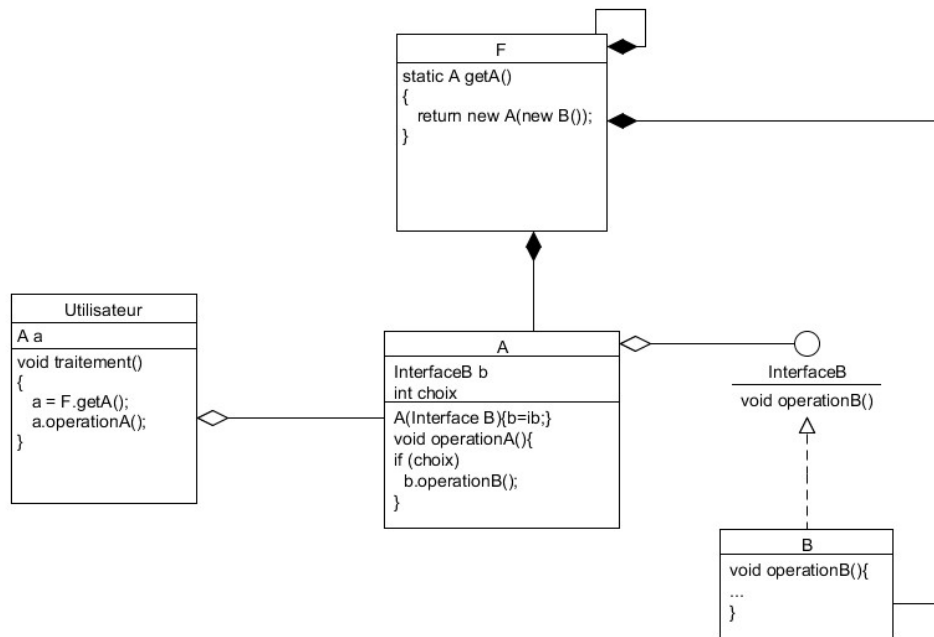 F
static A getA()
{
return new A(new B());
}
Utilisateur
A a
void traitement()
{
a = F.getA();
a.operationA();
}
A
InterfaceB b
int choix
A(Interface B){b=ib;}
void operationA(){
if (choix)
b.operationB();
}
InterfaceB
void operationB()
B
void operationB(){
...
}